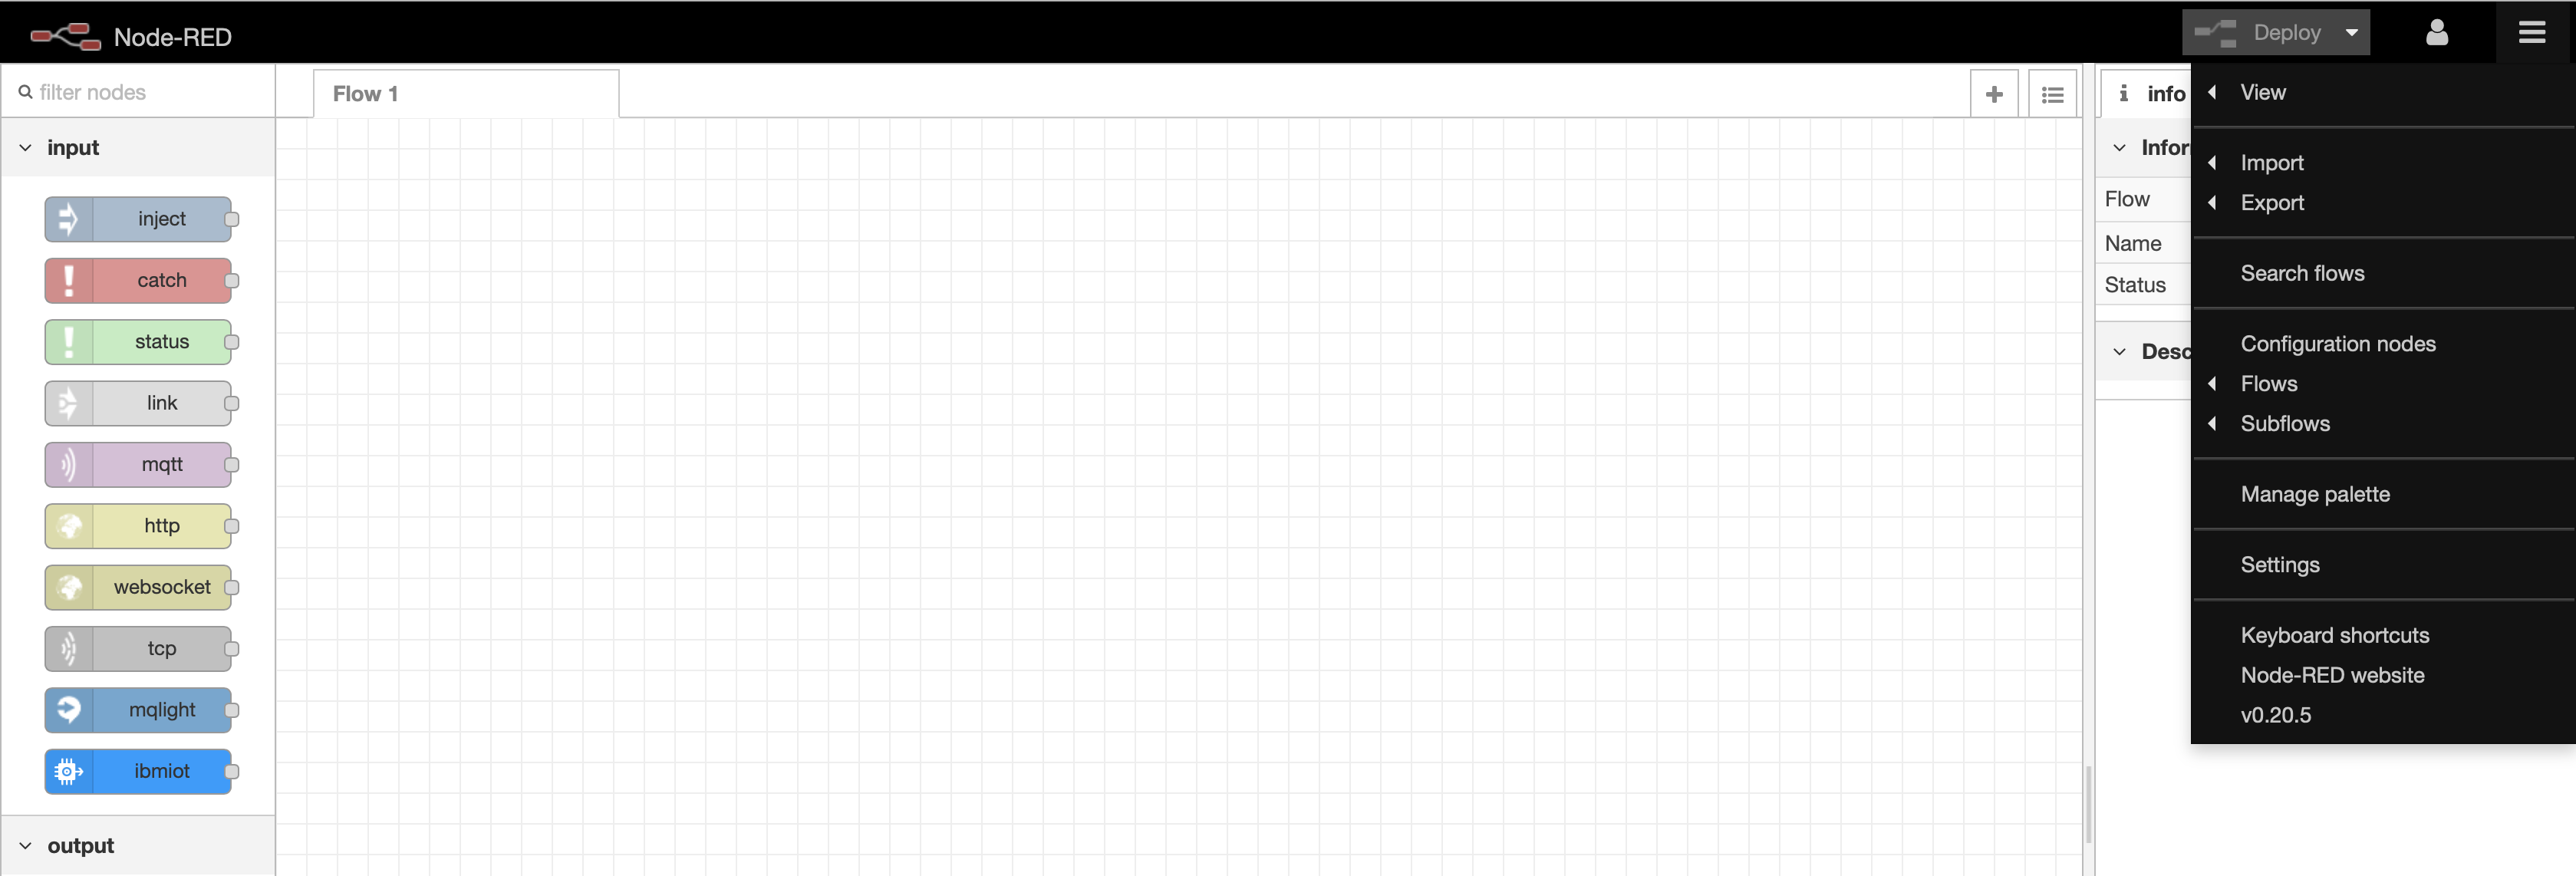 Node-RED
Deploy
filter nodes
input
inject
catch
status
link
mqtt
http
websocket
tcp
mqlight
ibmiot
output
Flow 1
info
Infor
Flow
Name
Status
Desc
View
Import
Export
Search flows
Configuration nodes
Flows
Subflows
Manage palette
Settings
Keyboard shortcuts
Node-RED website
v0.20.5